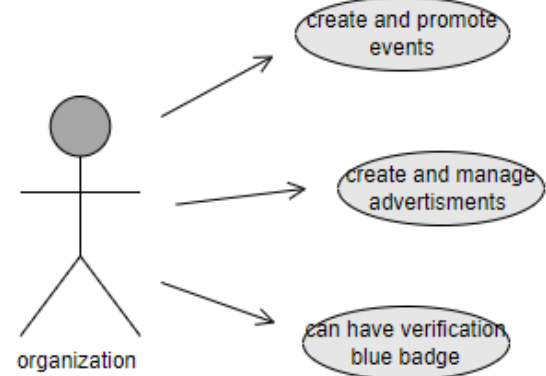 create and promote
events
create and manage
advertisments
can have verification
blue badge
organization